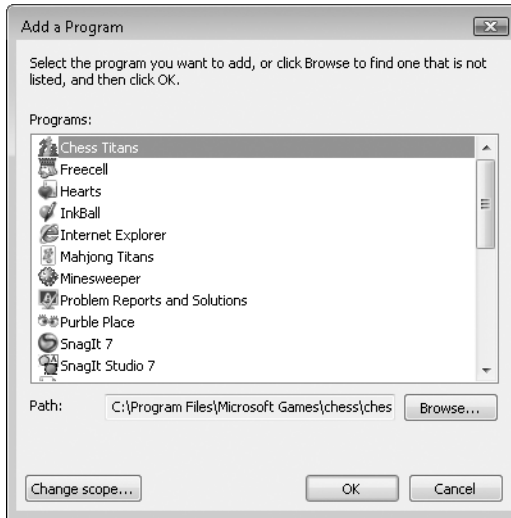 Add a Program
Select the program you want to add, or click Browse to find one that is not
listed, and then click OK.
Programs:
Chess Titans
Freecell
Hearts
InkBall
Internet Explorer
Mahjong Titans
Minesweeper
Problem Reports and Solutions
Purble Place
SnagIt 7
SnagIt Studio 7
Path: C:\Program Files\Microsoft Games\chess\ches Browse...
Change scope... OK Cancel